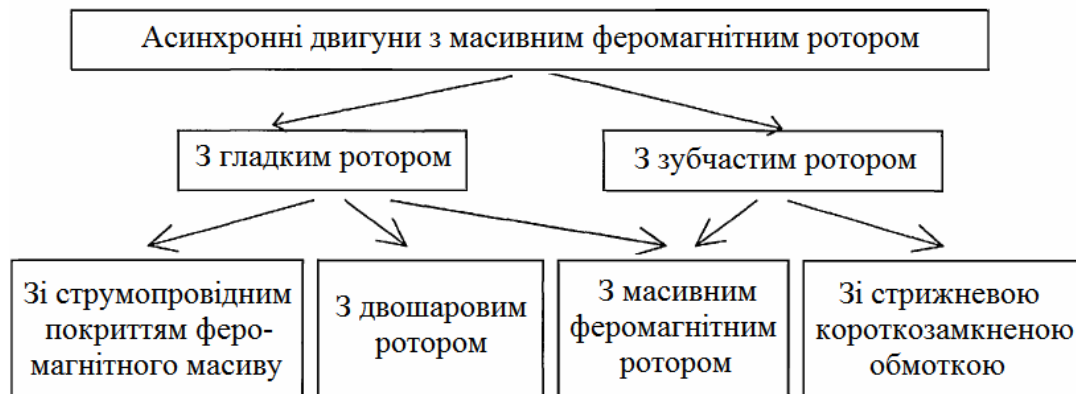 Асинхронні двигуни з масивним феромагнітним ротором
З гладким ротором
З зубчастим ротором
Зі струмопровідним
покриттям феро-
магнітного масиву
З двошаровим
ротором
З масивним
феромагнітним
ротором
Зі стрижневою
короткозамкненою
обмоткою